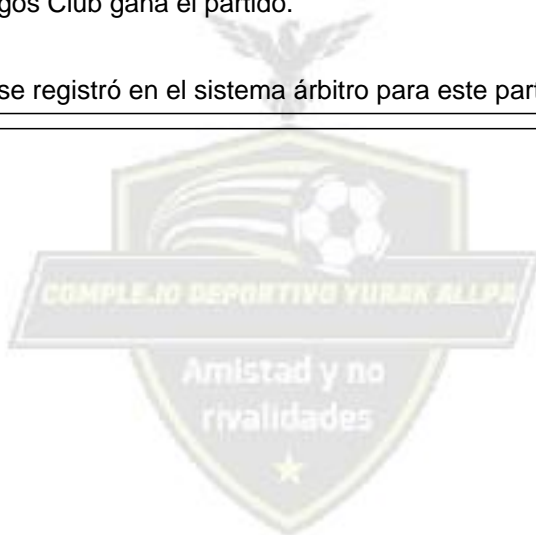 gos Club gana el partido.
se registró en el sistema árbitro para este par
COMPLEJO DEPORTIVO YURAK ALLPA
Amistad y no
rivalidades